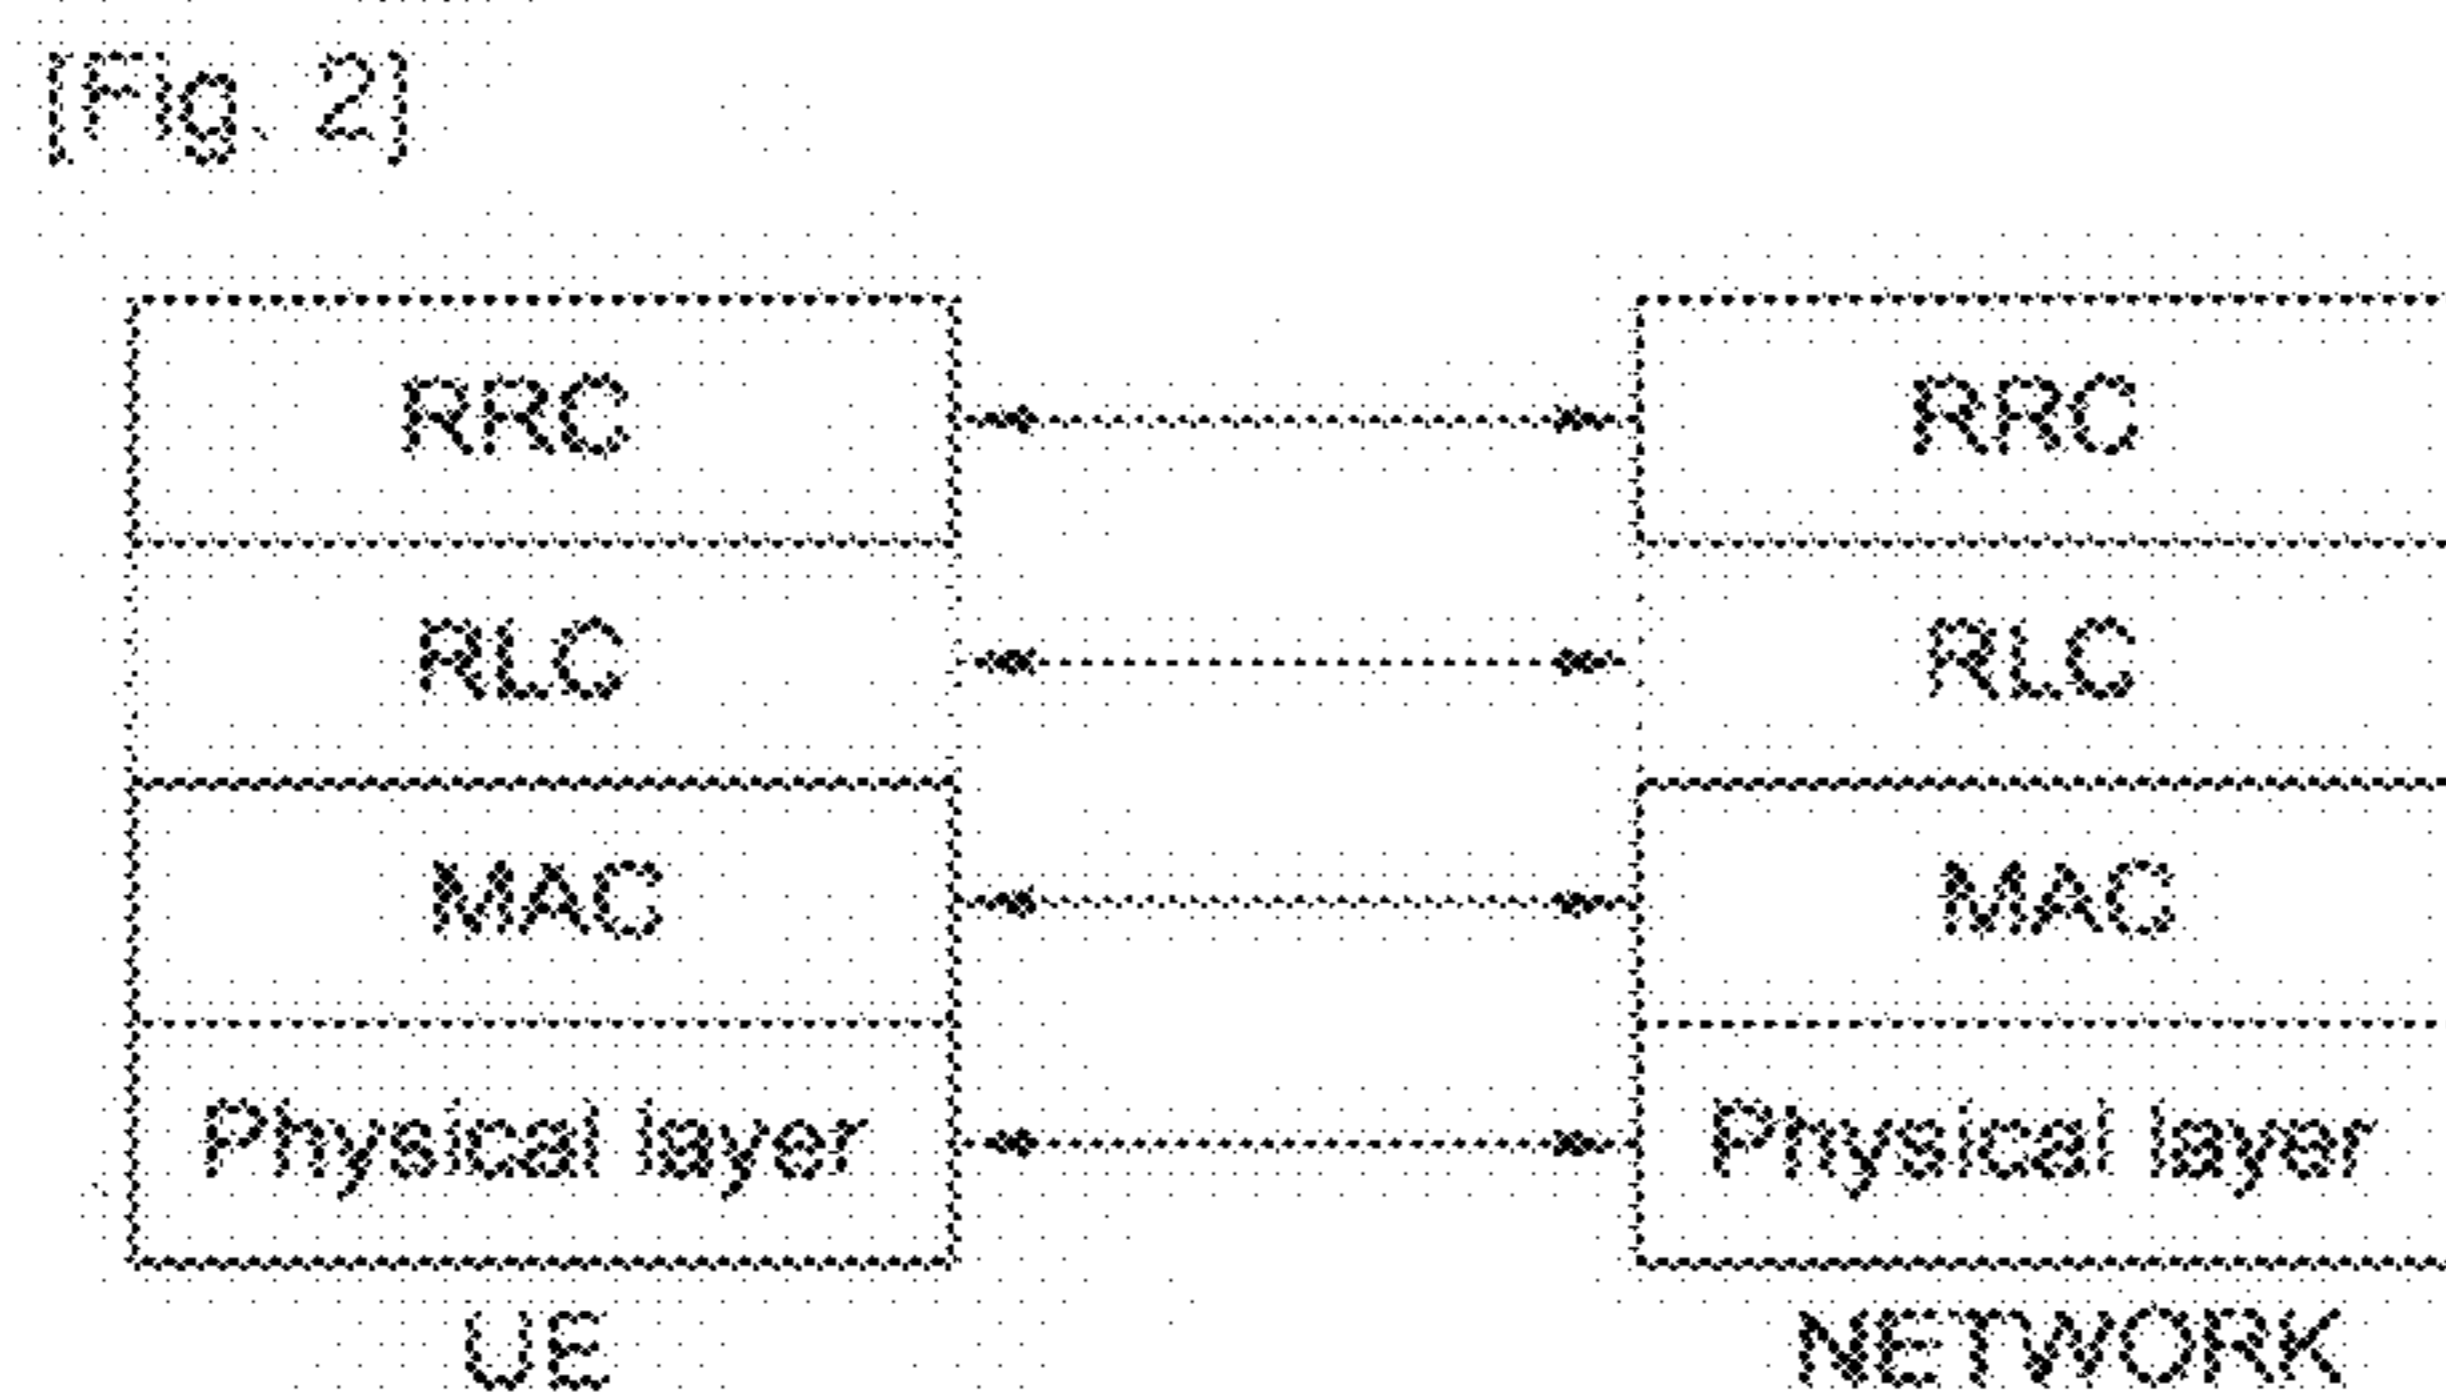 [Fig. 2]
RRC RRC
RLC RLC
MAC MAC
Physical layer Physical layer
UE NETWORK